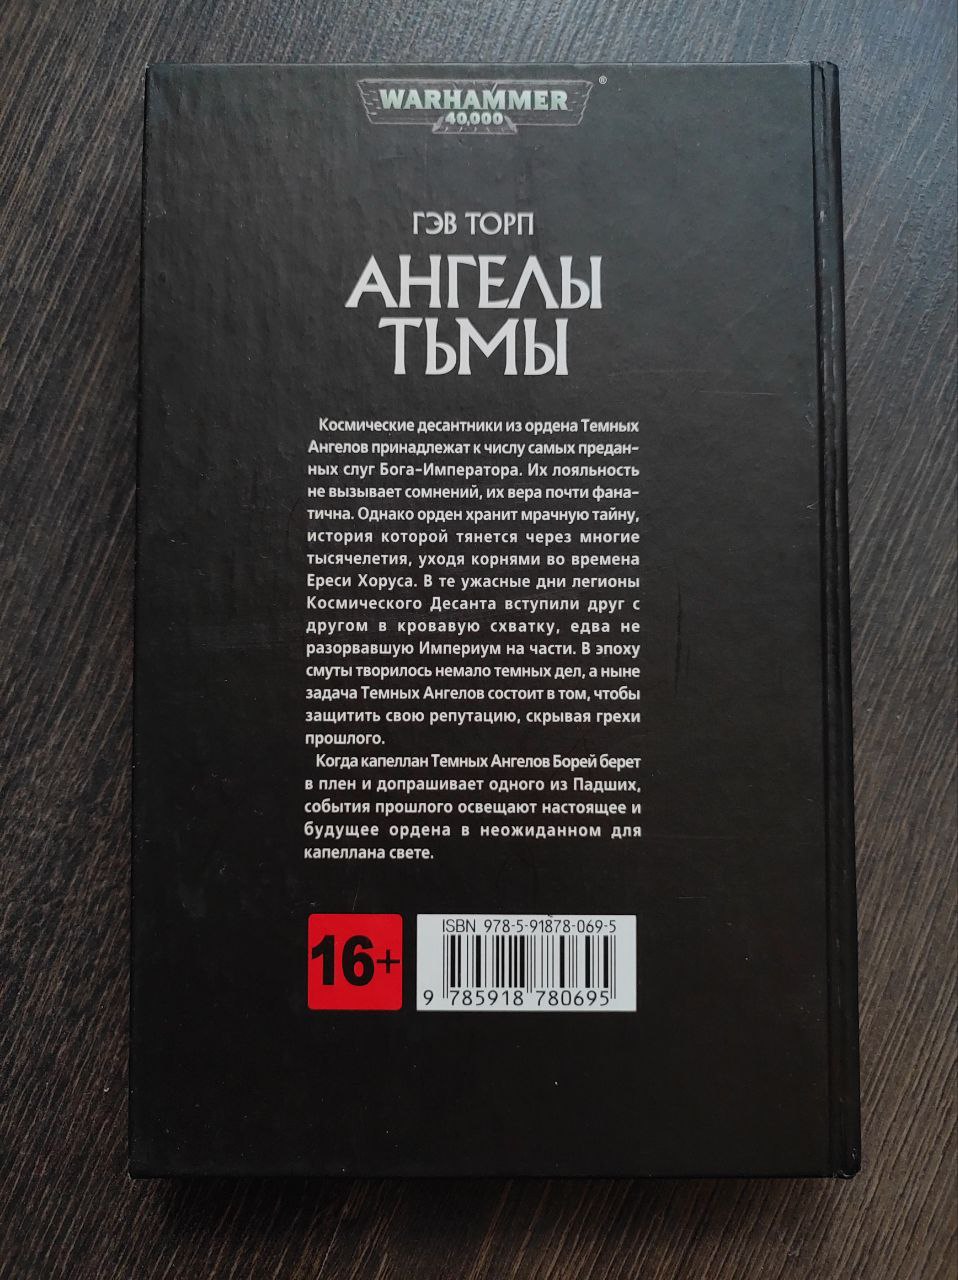 WARHAMMER®
40,000
ГЭВ ТОРП
АНГЕЛЫ
ТЬМЫ
Космические десантники из ордена Темных
Ангелов принадлежат к числу самых предан-
ных слуг Бога-Императора. Их лояльность
не вызывает сомнений, их вера почти фана-
тична. Однако орден хранит мрачную тайну,
история которой тянется через многие
тысячелетия, уходя корнями во времена
Ереси Хоруса. В те ужасные дни легионы
Космического Десанта вступили друг с
другом в кровавую схватку, едва не
разорвавшую Империум на части. В эпоху
смуты творилось немало темных дел, а ныне
задача Темных Ангелов состоит в том, чтобы
защитить свою репутацию, скрывая грехи
прошлого.
Когда капеллан Темных Ангелов Борей берет
в плен и допрашивает одного из Падших,
события прошлого освещают настоящее и
будущее ордена в неожиданном для
капеллана свете.
16+
ISBN 978-5-91878-069-5
9 785918 780695